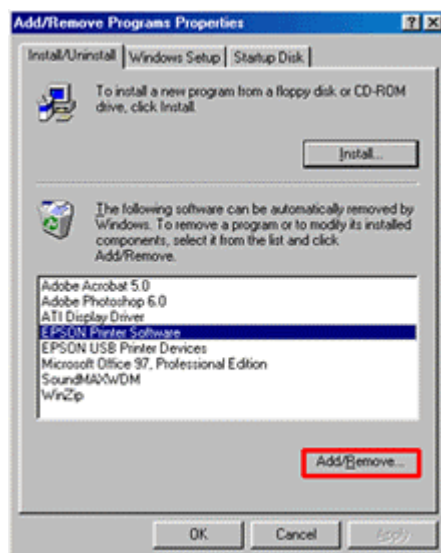 Add/Remove Programs Properties
Install/Uninstall Windows Setup Startup Disk
To install a new program from a floppy disk or CD-ROM
drive, click Install.
Install...
The following software can be automatically removed by
Windows. To remove a program or to modify its installed
components, select it from the list and click
Add/Remove.
Adobe Acrobat 5.0
Adobe Photoshop 6.0
ATI Display Driver
EPSON Printer Software
EPSON USB Printer Devices
Microsoft Office 97, Professional Edition
SoundMAXWDM
WinZip
Add/Remove...
OK Cancel Apply